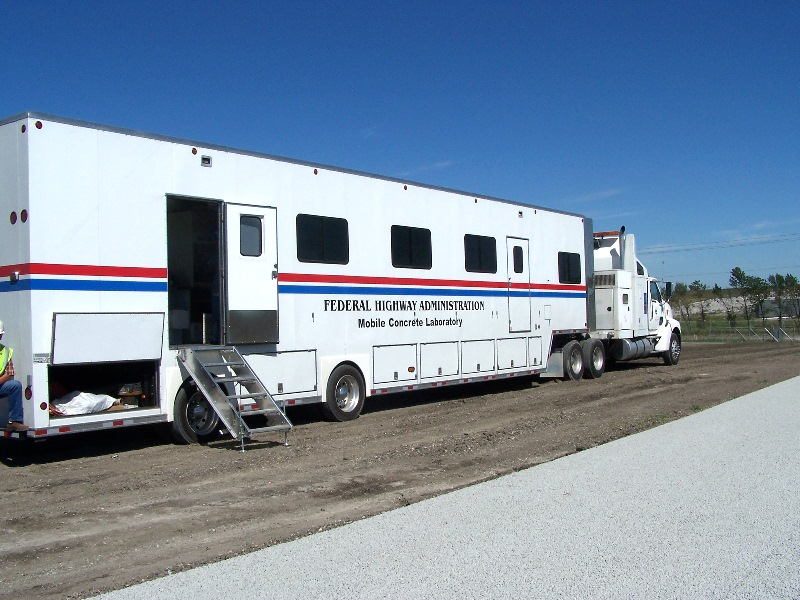 FEDERAL HIGHWAY ADMINISTRATION
Mobile Concrete Laboratory